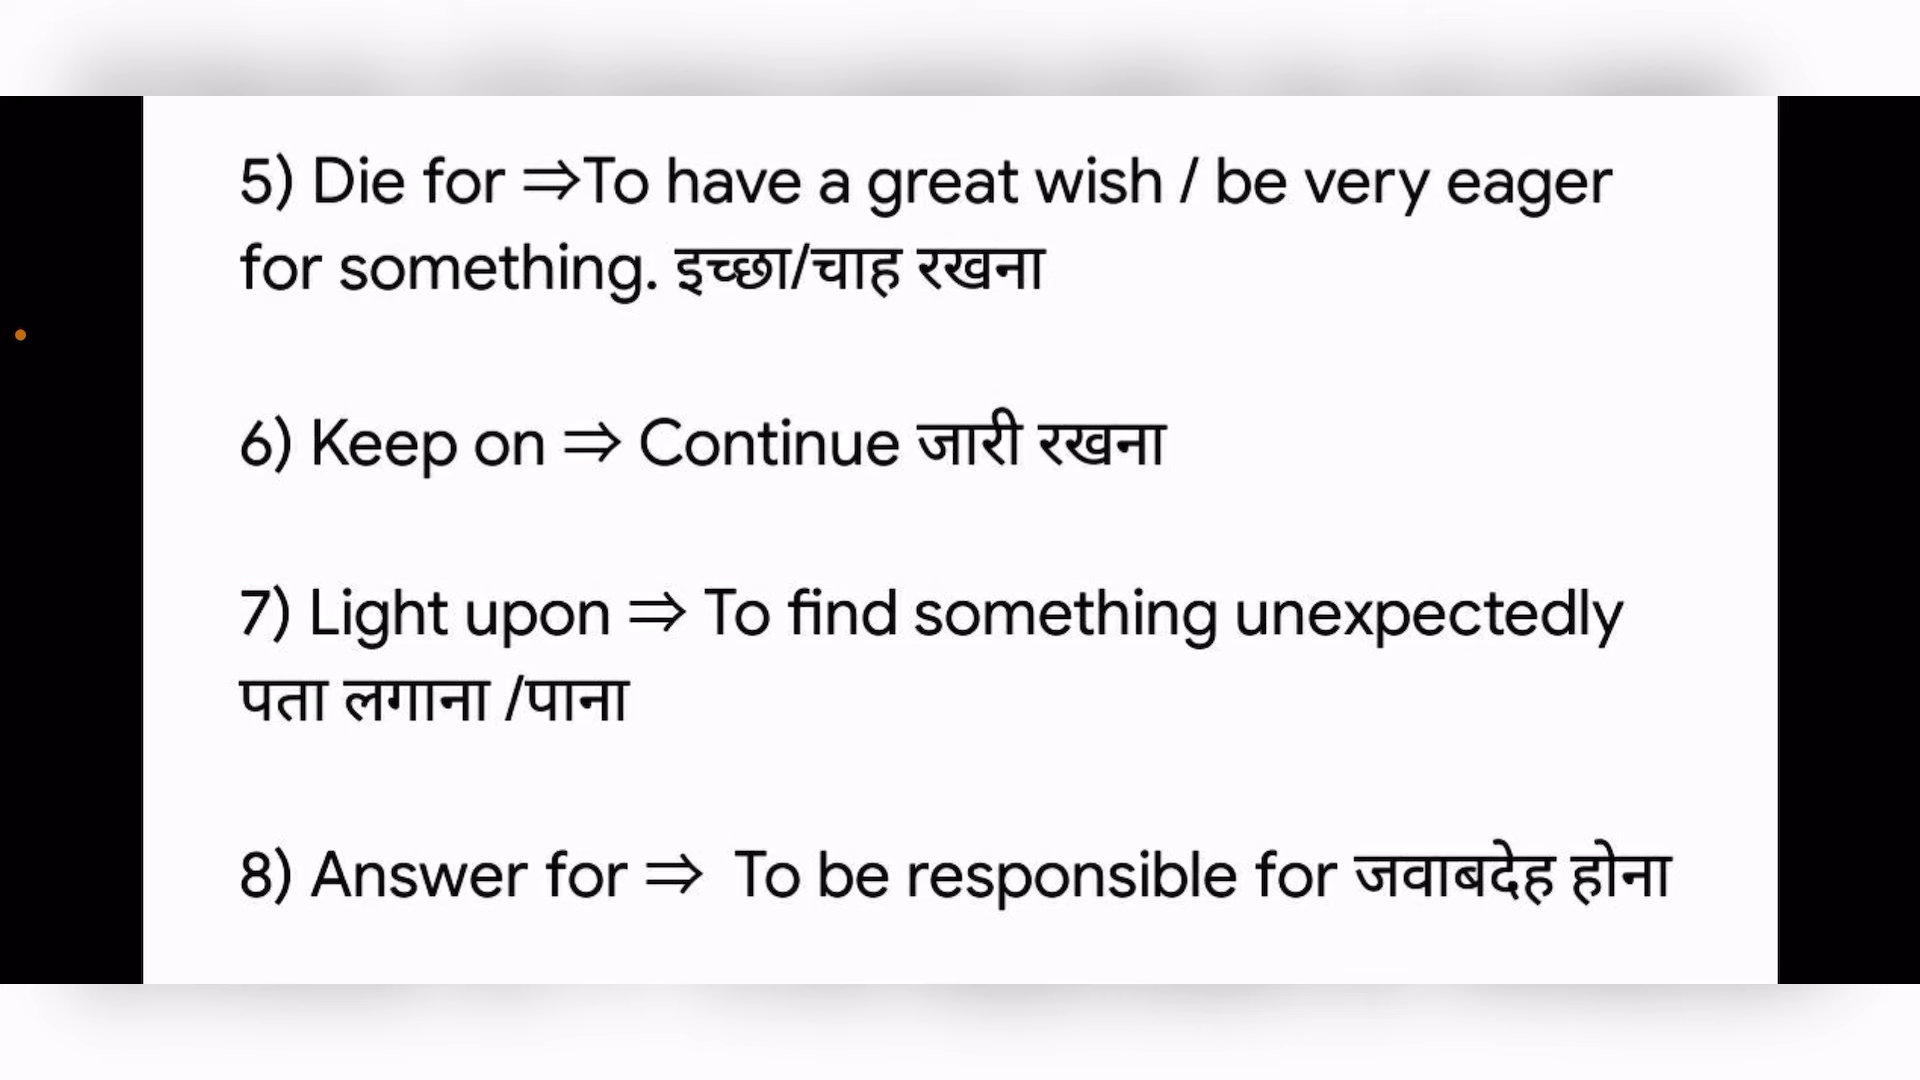 5) Die for ⇒To have a great wish / be very eager
for something. इच्छा/चाह रखना
6) Keep on ⇒ Continue जारी रखना
7) Light upon ⇒ To find something unexpectedly
पता लगाना /पाना
8) Answer for ⇒ To be responsible for जवाबदेह होना